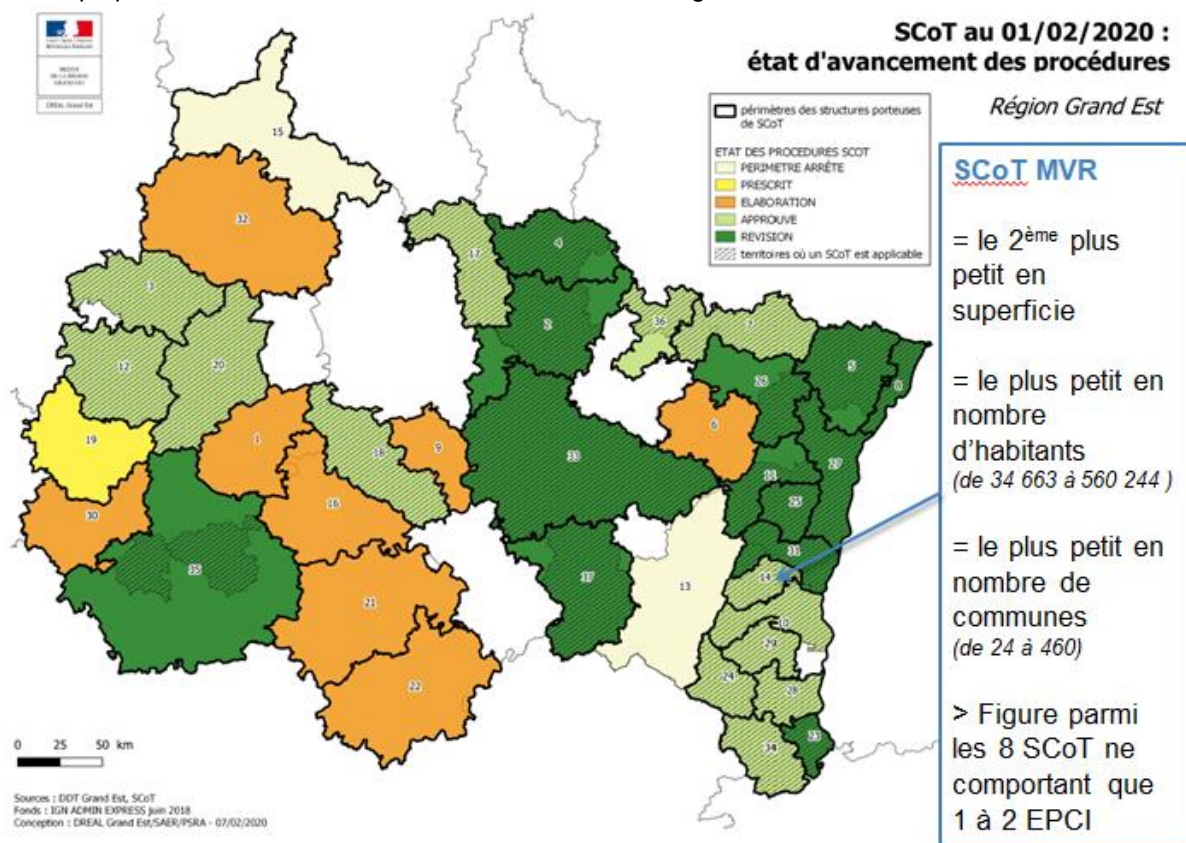 SCoT au 01/02/2020 :
état d'avancement des procédures
Région Grand Est
périmètres des structures porteuses
de SCoT
ETAT DES PROCEDURES SCOT
PERIMETRE ARRÊTE
PRESCRIT
ELABORATION
APPROUVE
REVISION
territoires où un SCoT est applicable
SCoT MVR
= le 2ème plus
petit en
superficie
= le plus petit en
nombre
d'habitants
(de 34 663 à 560 244 )
= le plus petit en
nombre de
communes
(de 24 à 460)
> Figure parmi
les 8 SCoT ne
comportant que
1 à 2 EPCI
15
32
17
4
3
2
36
7
12
20
26
5
8
19
1
18
9
6
33
27
16
11
25
30
31
35
37
13
14
21
10
29
24
28
22
23
34
0 25 50 km
Sources : DDT Grand Est, SCoT
Fonds : IGN ADMIN EXPRESS juin 2018
Conception : DREAL Grand Est/SAER/PSRA - 07/02/2020
DREAL Grand Est